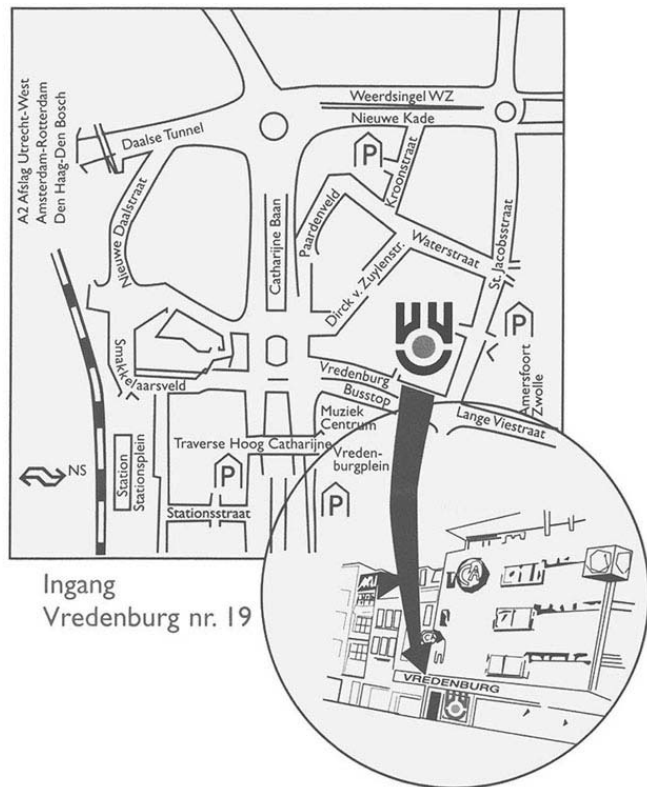 A2 Afslag Utrecht-West
Amsterdam-Rotterdam
Den Haag-Den Bosch
Daalse Tunnel
Weerdsingel WZ
Nieuwe Kade
P
Kroonstraat
Nieuwe Daalstraat
Catharijne Baan
Paardenveld
Waterstraat
St. Jacobsstraat
Dirck v. Zuylenstr.
P
Smakkelaarsveld
Vredenburg
Busstop
Amersfoort
Zwolle
Lange Viestraat
Muziek
Centrum
Traverse Hoog Catharijne
Vreden-
burgplein
NS
Station
Stationsplein
P
P
Stationsstraat
Ingang
Vredenburg nr. 19
CA
CA
VREDENBURG